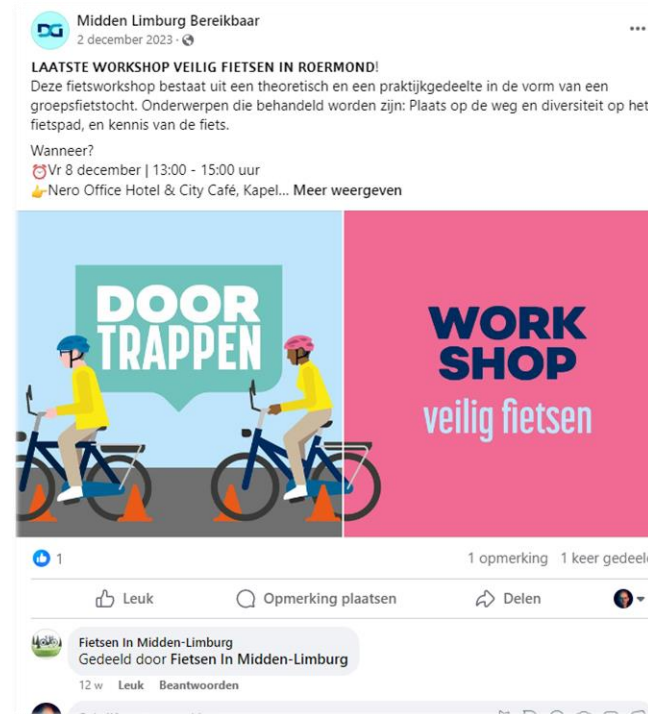 DG
Midden Limburg Bereikbaar
2 december 2023 ·
LAATSTE WORKSHOP VEILIG FIETSEN IN ROERMOND!
Deze fietsworkshop bestaat uit een theoretisch en een praktijkgedeelte in de vorm van een
groepsfietstocht. Onderwerpen die behandeld worden zijn: Plaats op de weg en diversiteit op het
fietspad, en kennis van de fiets.
Wanneer?
Vr 8 december | 13:00 - 15:00 uur
Nero Office Hotel & City Café, Kapel... Meer weergeven
DOOR
TRAPPEN
WORK
SHOP
veilig fietsen
1
1 opmerking 1 keer gedeeld
Leuk Opmerking plaatsen Delen
Fietsen In Midden-Limburg
Gedeeld door Fietsen In Midden-Limburg
12 w Leuk Beantwoorden